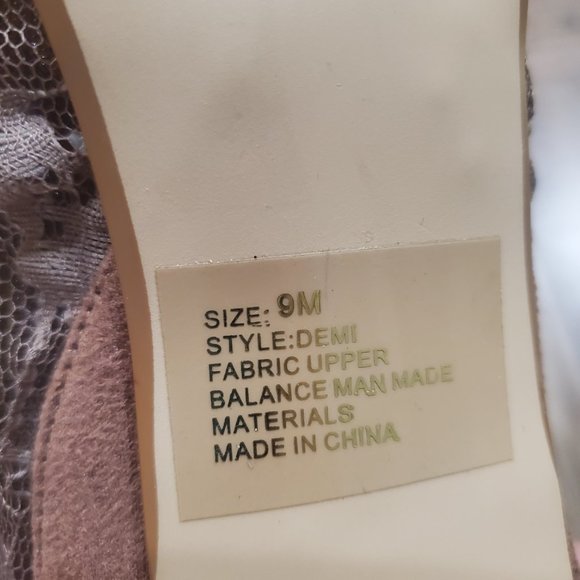 SIZE: 9M
STYLE:DEMI
FABRIC UPPER
BALANCE MAN MADE
MATERIALS
MADE IN CHINA